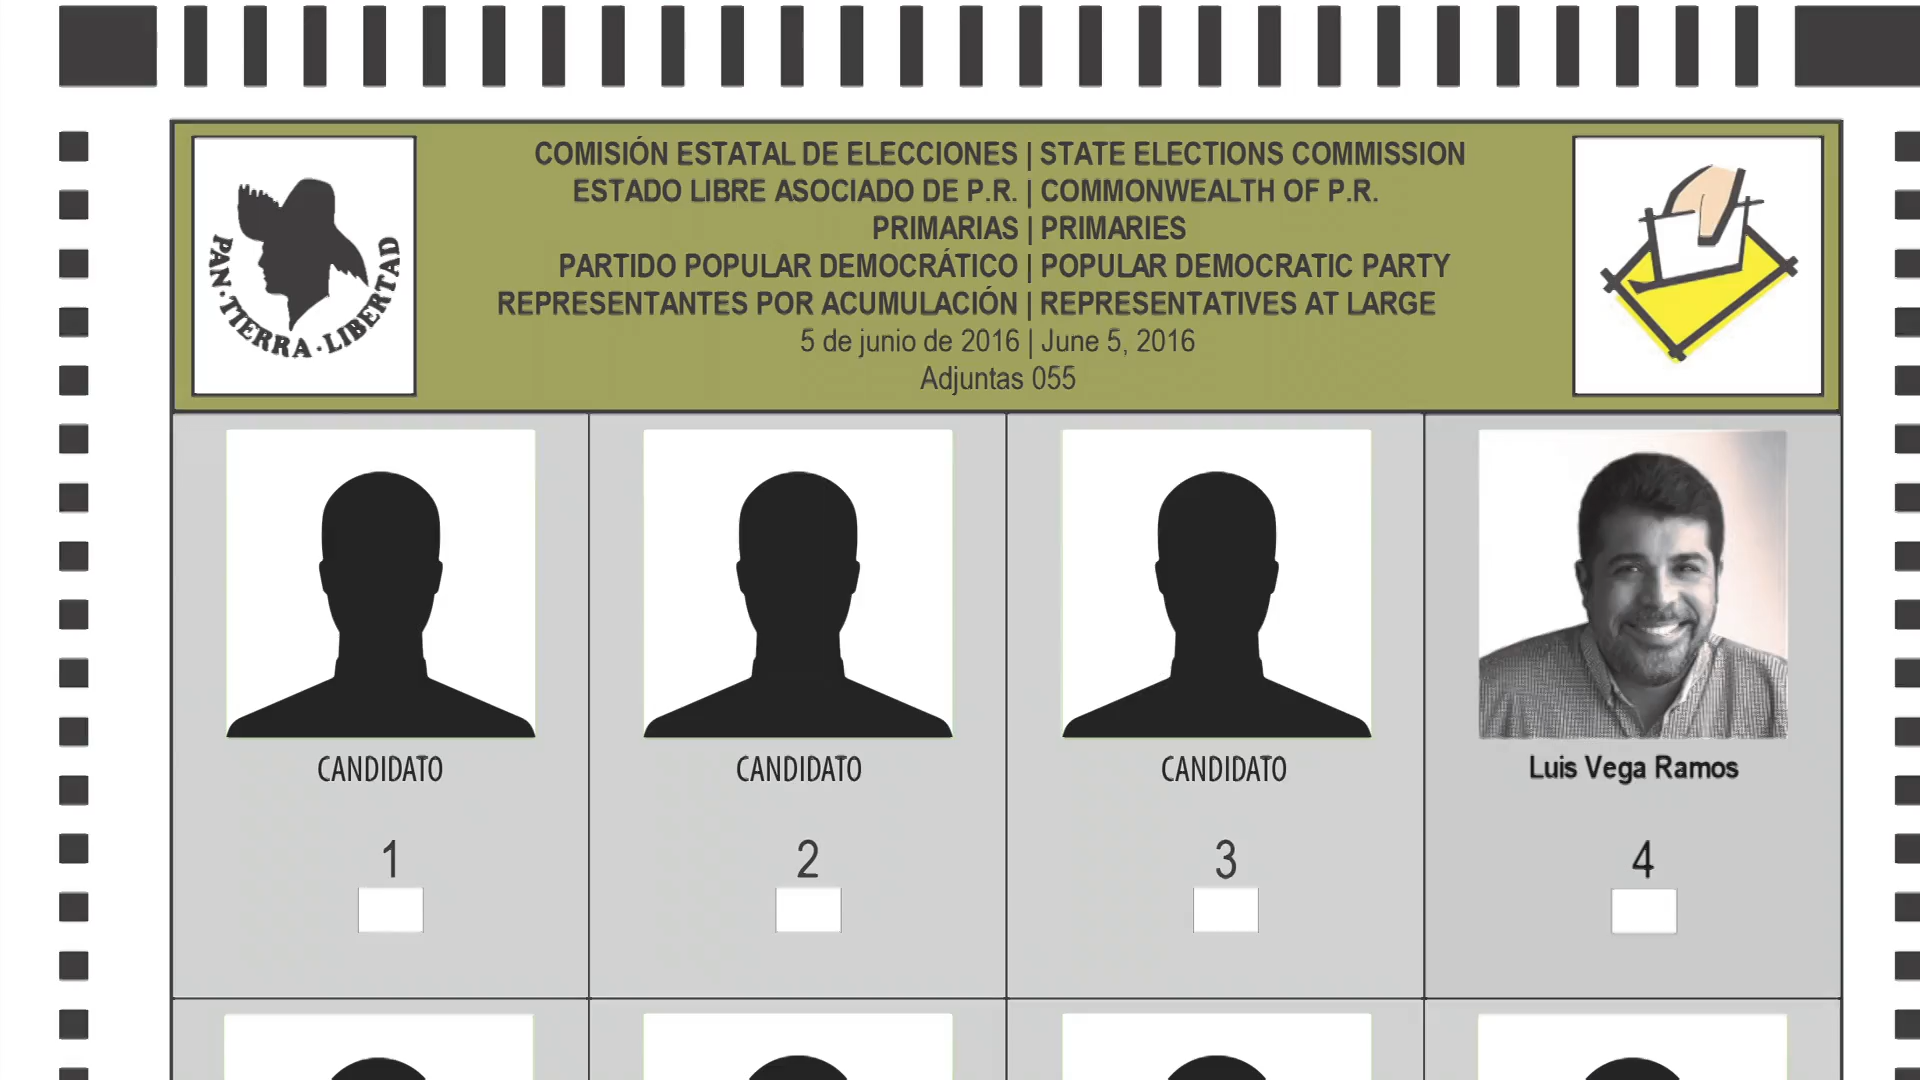 COMISIÓN ESTATAL DE ELECCIONES | STATE ELECTIONS COMMISSION
ESTADO LIBRE ASOCIADO DE P.R. | COMMONWEALTH OF P.R.
PRIMARIAS | PRIMARIES
PARTIDO POPULAR DEMOCRÁTICO | POPULAR DEMOCRATIC PARTY
REPRESENTANTES POR ACUMULACIÓN | REPRESENTATIVES AT LARGE
5 de junio de 2016 | June 5, 2016
Adjuntas 055
PAN·TIERRA·LIBERTAD
CANDIDATO
1
CANDIDATO
2
CANDIDATO
3
Luis Vega Ramos
4